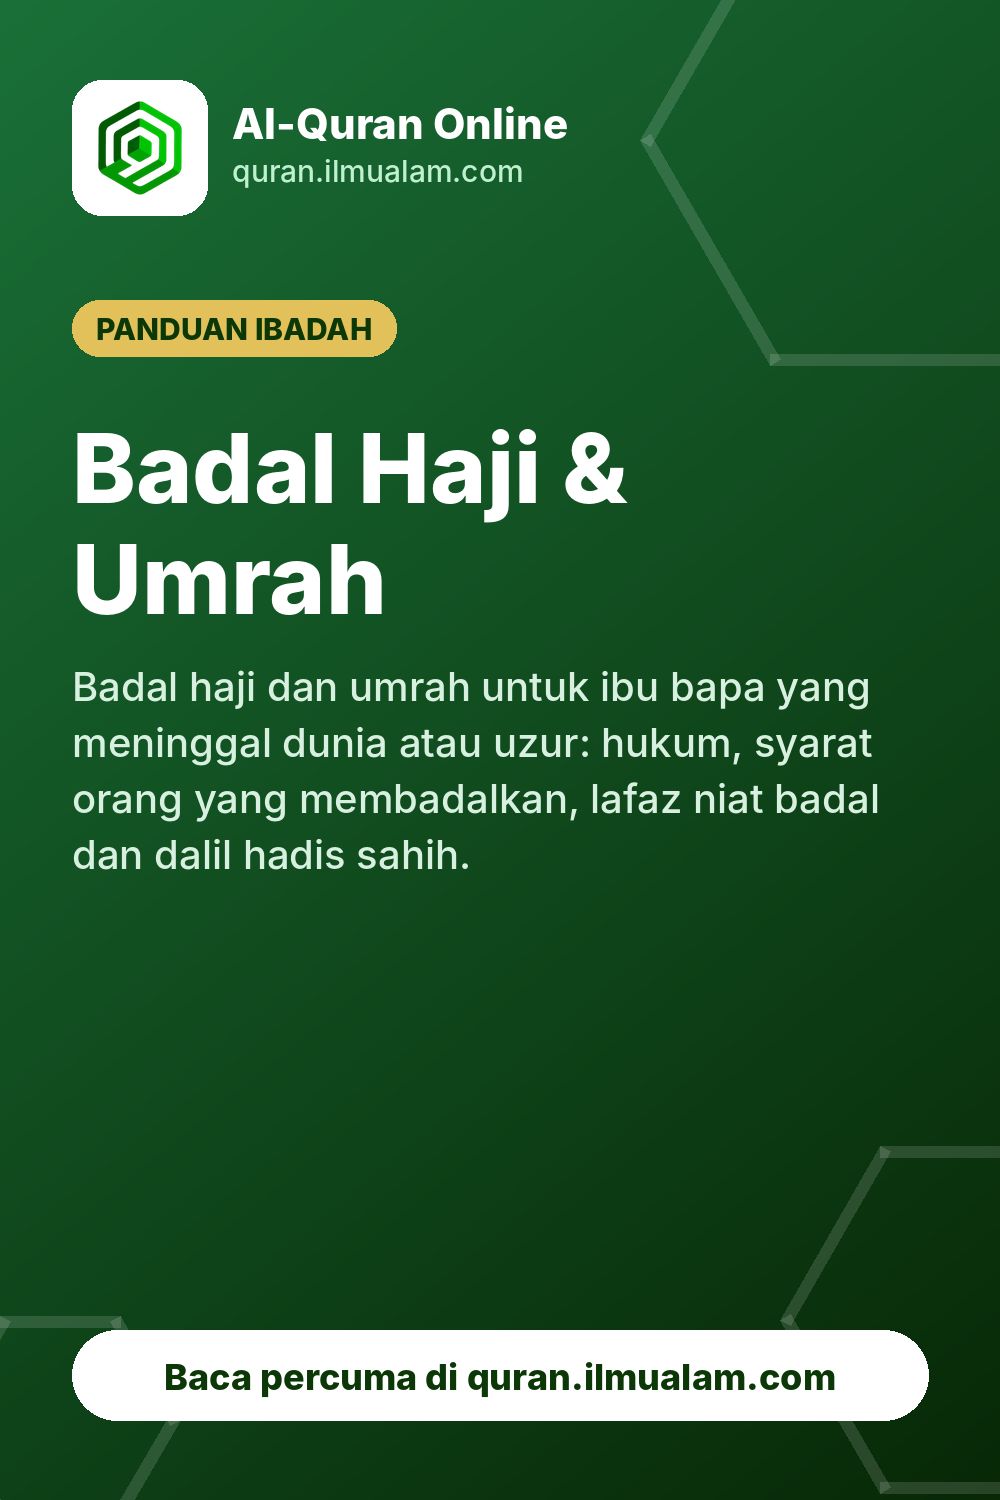 Al-Quran Online
quran.ilmualam.com
PANDUAN IBADAH
Badal Haji &
Umrah
Badal haji dan umrah untuk ibu bapa yang
meninggal dunia atau uzur: hukum, syarat
orang yang membadalkan, lafaz niat badal
dan dalil hadis sahih.
Baca percuma di quran.ilmualam.com